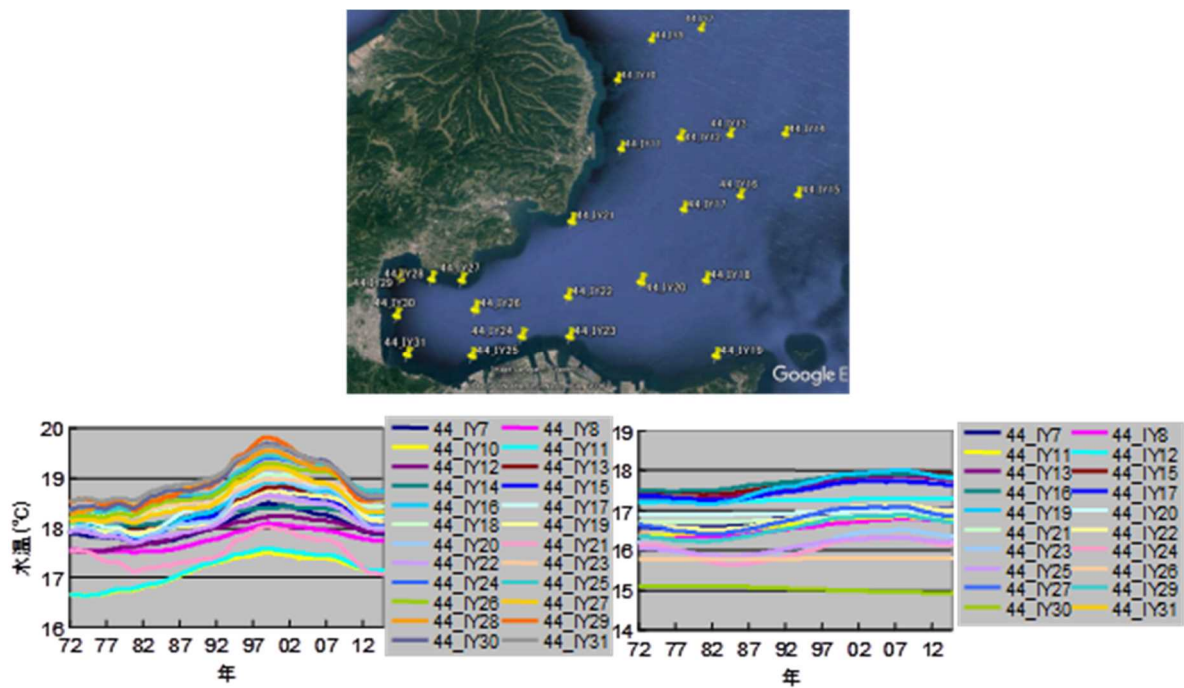 44_IY7
44_IY8
44_IY10
44_IY13
44_IY14
44_IY12
44_IY11
44_IY16
44_IY15
44_IY17
44_IY21
44_IY28
44_IY27
44_IY29
44_IY18
44_IY20
44_IY22
44_IY30
44_IY26
44_IY24
44_IY23
44_IY31
44_IY25
44_IY19
Google E
水温(℃)
20
19
18
17
16
72 77 82 87 92 97 02 07 12
年
44_IY7 44_IY8
44_IY10 44_IY11
44_IY12 44_IY13
44_IY14 44_IY15
44_IY16 44_IY17
44_IY18 44_IY19
44_IY20 44_IY21
44_IY22 44_IY23
44_IY24 44_IY25
44_IY26 44_IY27
44_IY28 44_IY29
44_IY30 44_IY31
19
18
17
16
15
14
72 77 82 87 92 97 02 07 12
年
44_IY7 44_IY8
44_IY11 44_IY12
44_IY13 44_IY15
44_IY16 44_IY17
44_IY19 44_IY20
44_IY21 44_IY22
44_IY23 44_IY24
44_IY25 44_IY26
44_IY27 44_IY29
44_IY30 44_IY31